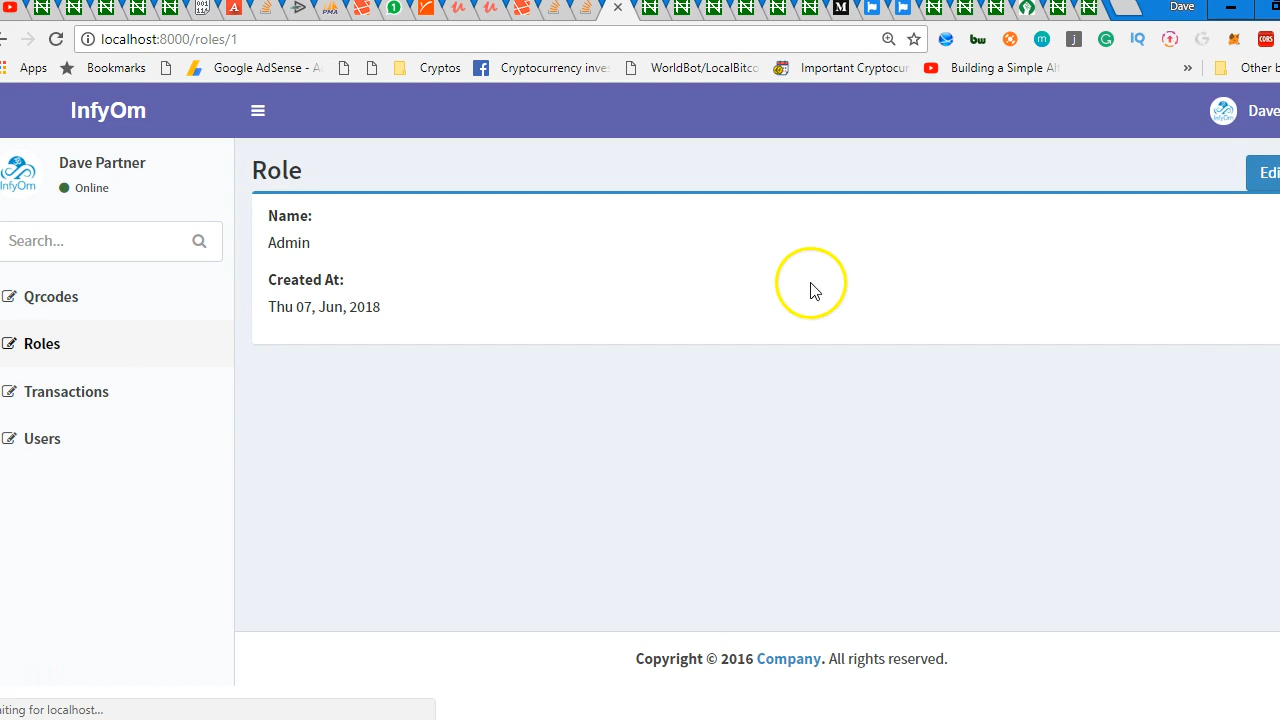 Dave
localhost:8000/roles/1
Apps Bookmarks Google AdSense - A Cryptos Cryptocurrency inve WorldBot/LocalBitco Important Cryptocur Building a Simple Alt » Other b
InfyOm Dave
Dave Partner
Online
InfyOm
Search...
Qrcodes
Roles
Transactions
Users
Role
Edi
Name:
Admin
Created At:
Thu 07, Jun, 2018
Copyright © 2016 Company. All rights reserved.
aiting for localhost...